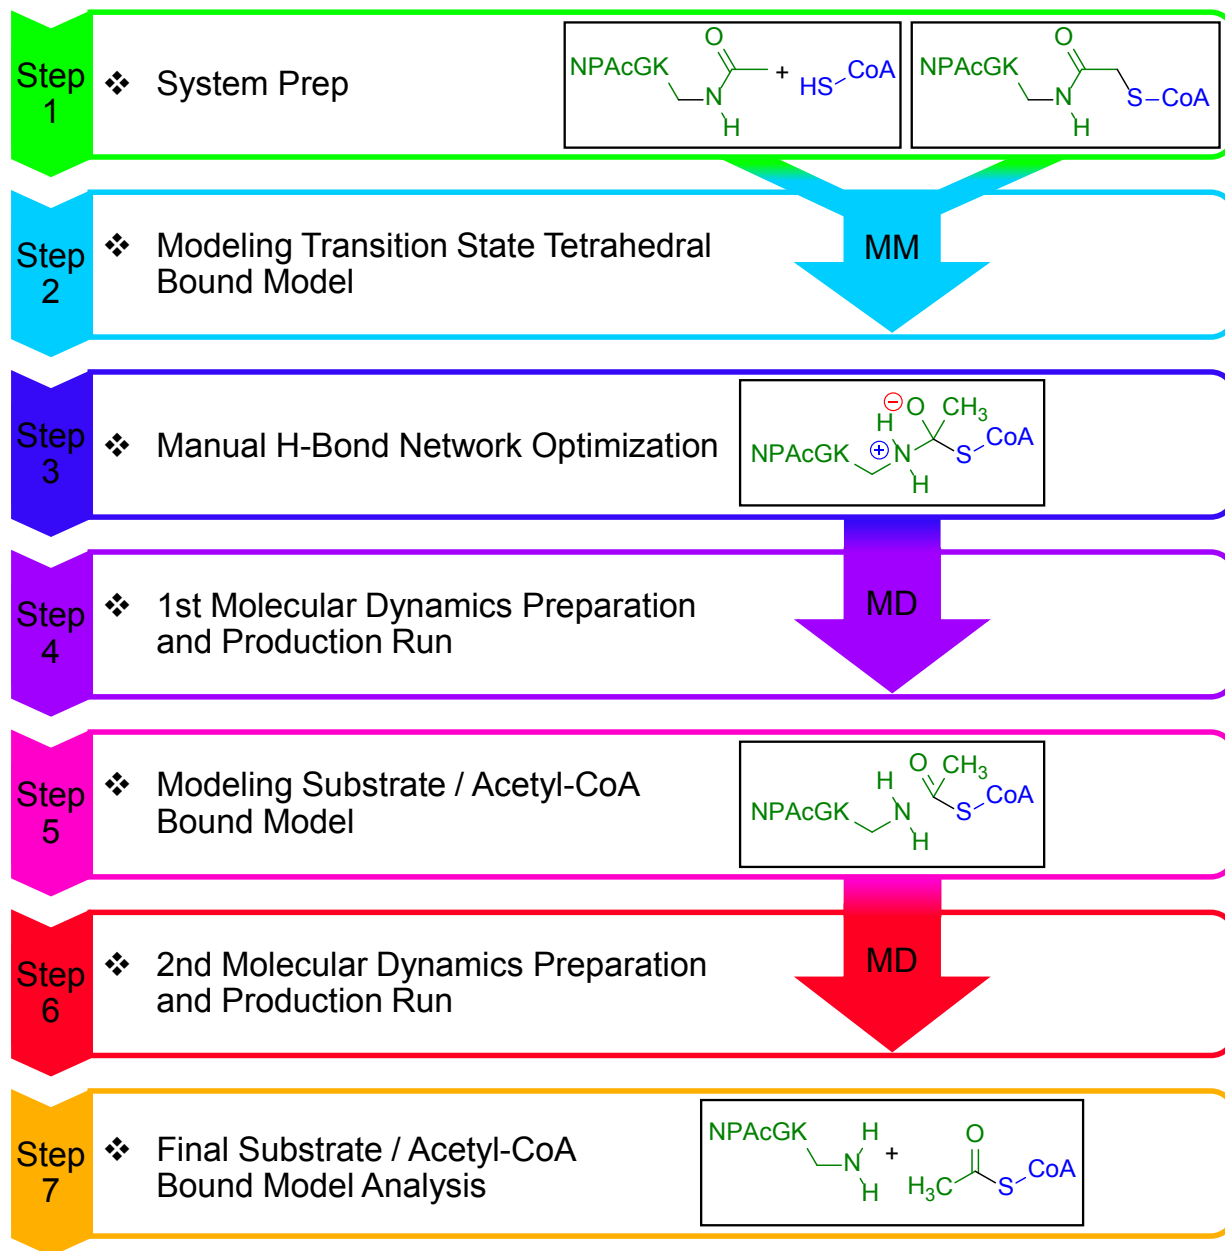 Step
1
❖ System Prep
NPAcGK
O
N
H
+
HS
CoA
NPAcGK
O
N
H
S
CoA
Step
2
❖ Modeling Transition State Tetrahedral
Bound Model
MM
Step
3
❖ Manual H-Bond Network Optimization
−
H
O
CH3
NPAcGK
+
N
H
S
CoA
Step
4
❖ 1st Molecular Dynamics Preparation
and Production Run
MD
Step
5
❖ Modeling Substrate / Acetyl-CoA
Bound Model
H
O
CH3
NPAcGK
N
H
S
CoA
Step
6
❖ 2nd Molecular Dynamics Preparation
and Production Run
MD
Step
7
❖ Final Substrate / Acetyl-CoA
Bound Model Analysis
NPAcGK
H
N
H
+
O
H3C
S
CoA